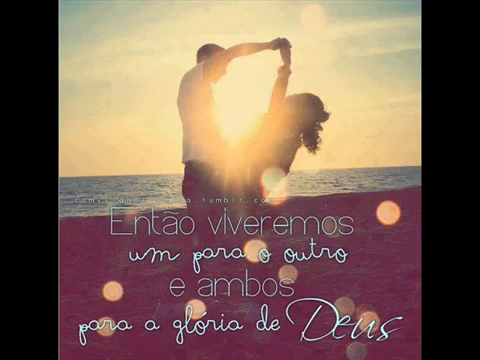 Então viveremos
um para o outro
e ambos
para a glória de Deus